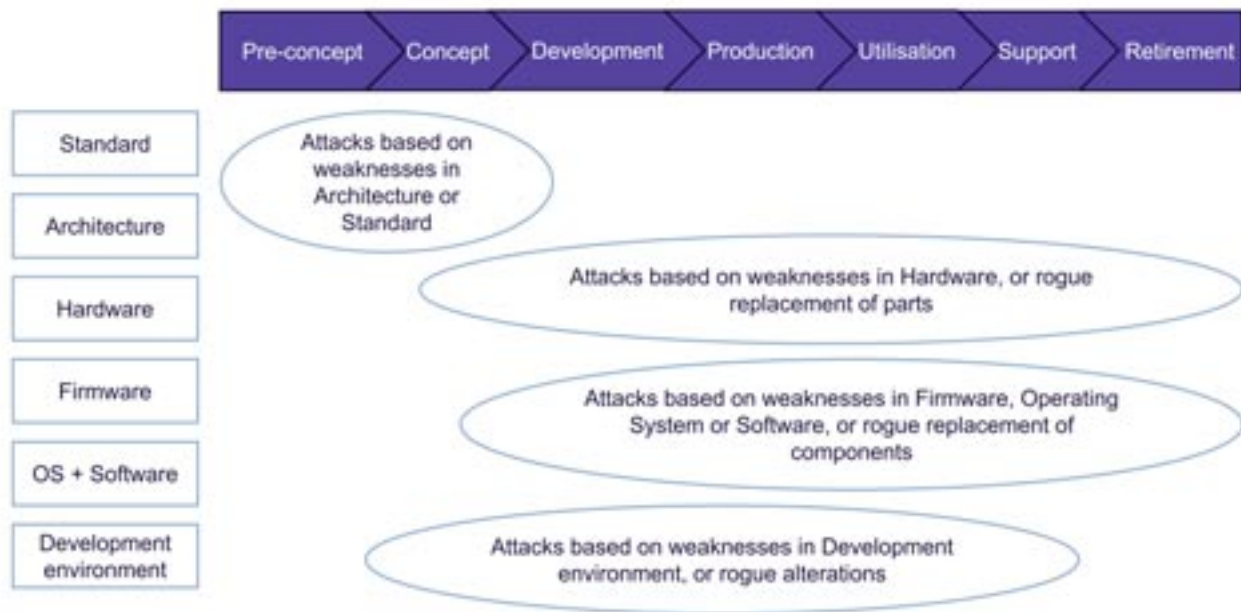 Pre-concept
Concept
Development
Production
Utilisation
Support
Retirement
Standard
Attacks based on
weaknesses in
Architecture or
Standard
Architecture
Attacks based on weaknesses in Hardware, or rogue
replacement of parts
Hardware
Firmware
Attacks based on weaknesses in Firmware, Operating
System or Software, or rogue replacement of
components
OS + Software
Development
environment
Attacks based on weaknesses in Development
environment, or rogue alterations